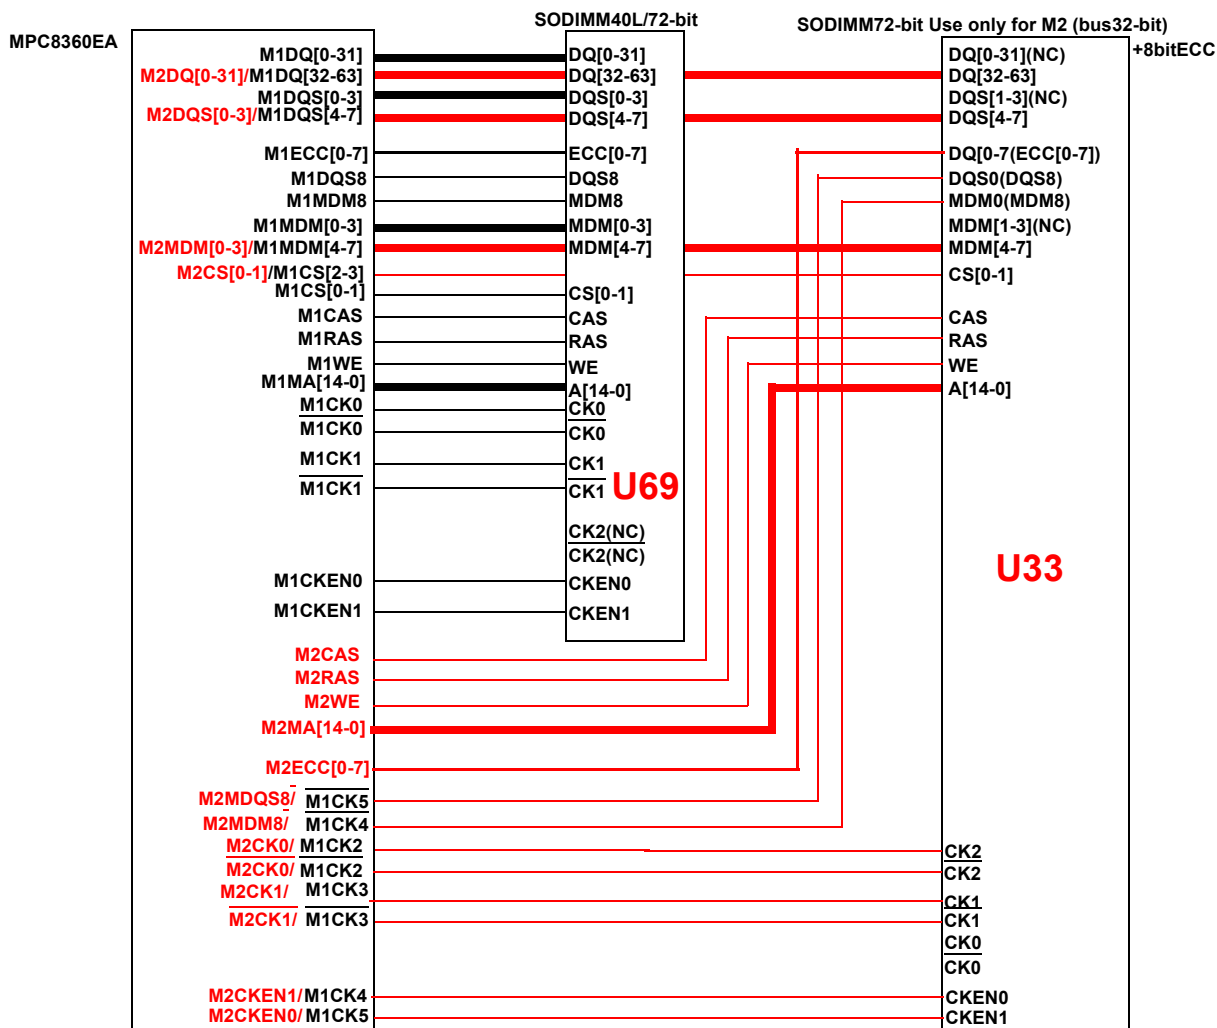 SODIMM40L/72-bit
SODIMM72-bit Use only for M2 (bus32-bit)
MPC8360EA
+8bitECC
M1DQ[0-31]
M2DQ[0-31]/M1DQ[32-63]
M1DQS[0-3]
M2DQS[0-3]/M1DQS[4-7]
M1ECC[0-7]
M1DQS8
M1MDM8
M1MDM[0-3]
M2MDM[0-3]/M1MDM[4-7]
M2CS[0-1]/M1CS[2-3]
M1CS[0-1]
M1CAS
M1RAS
M1WE
M1MA[14-0]
M1CK0
M1CK0
M1CK1
M1CK1
M1CKEN0
M1CKEN1
M2CAS
M2RAS
M2WE
M2MA[14-0]
M2ECC[0-7]
M2MDQS8/ M1CK5
M2MDM8/ M1CK4
M2CK0/ M1CK2
M2CK0/ M1CK2
M2CK1/ M1CK3
M2CK1/ M1CK3
M2CKEN1/M1CK4
M2CKEN0/M1CK5
DQ[0-31]
DQ[32-63]
DQS[0-3]
DQS[4-7]
ECC[0-7]
DQS8
MDM8
MDM[0-3]
MDM[4-7]
CS[0-1]
CAS
RAS
WE
A[14-0]
CK0
CK0
CK1
CK1
U69
CK2(NC)
CK2(NC)
CKEN0
CKEN1
DQ[0-31](NC)
DQ[32-63]
DQS[1-3](NC)
DQS[4-7]
DQ[0-7(ECC[0-7])
DQS0(DQS8)
MDM0(MDM8)
MDM[1-3](NC)
MDM[4-7]
CS[0-1]
CAS
RAS
WE
A[14-0]
U33
CK2
CK2
CK1
CK1
CK0
CK0
CKEN0
CKEN1